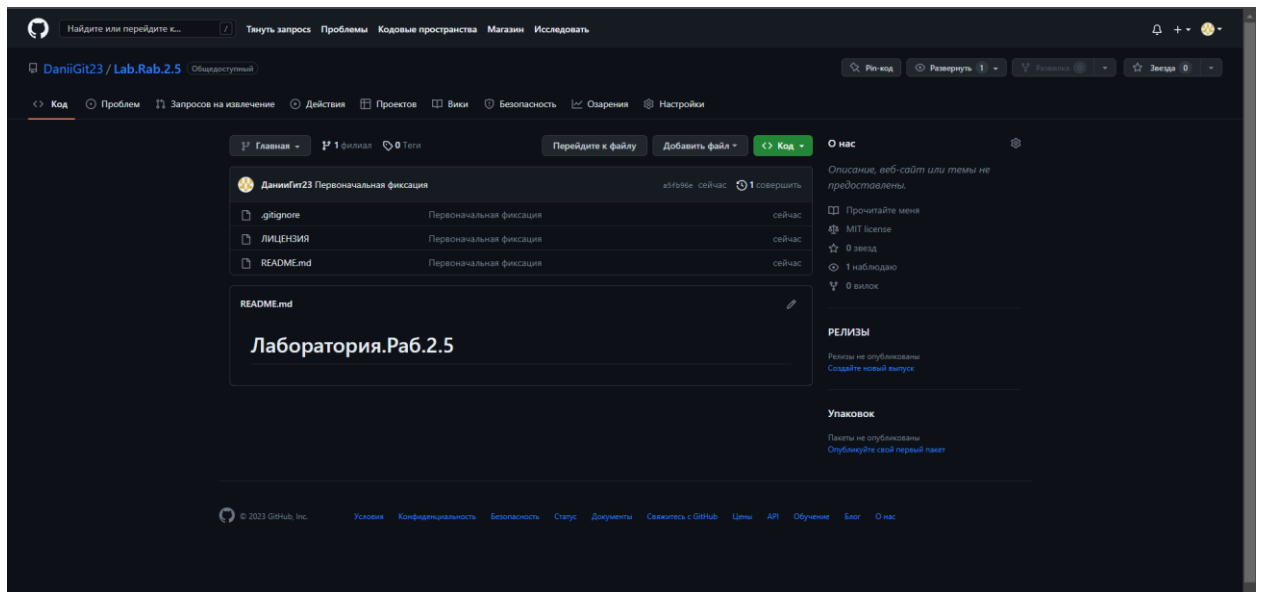 Найдите или перейдите к... / Тянуть запрос Проблемы Кодовые пространства Магазин Исследовать
DaniiGit23 / Lab.Rab.2.5 Общедоступный Pin-код Развернуть 1 Звезда 0
Код Проблем Запросов на извлечение Действия Проектов Вики Безопасность Озарения Настройки
Главная 1 филиал 0 Теги Перейдите к файлу Добавить файл Код
ДанииГит23 Первоначальная фиксация a5fb96e сейчас 1 совершить
.gitignore Первоначальная фиксация сейчас
ЛИЦЕНЗИЯ Первоначальная фиксация сейчас
README.md Первоначальная фиксация сейчас
README.md
Лаборатория.Раб.2.5
О нас
Описание, веб-сайт или темы не
предоставлены.
Прочитайте меня
MIT license
0 звезд
1 наблюдаю
0 вилок
РЕЛИЗЫ
Релизы не опубликованы
Создайте новый выпуск
Упаковок
Пакеты не опубликованы
Опубликуйте свой первый пакет
© 2023 GitHub, Inc. Условия Конфиденциальность Безопасность Статус Документы Свяжитесь с GitHub Цены API Обучение Блог О нас